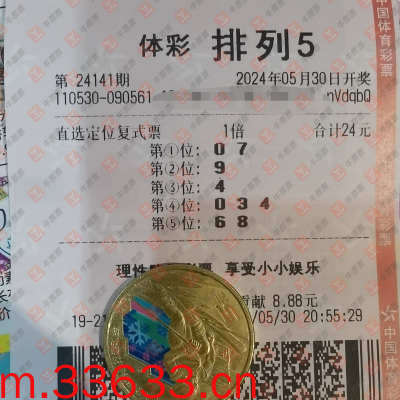 体彩 排列5
第 24141期 2024年05月30日开奖
110530-090561 nVdqbQ
直选定位复式票 1倍 合计24元
第①位: 0 7
第②位: 9
第③位: 4
第④位: 0 3 4
第⑤位: 6 8
理性 彩票 享受小小娱乐
贡献 8.88元
19-21 /05/30 20:55:29
中国体育彩票
中国体育
m.33633.cn